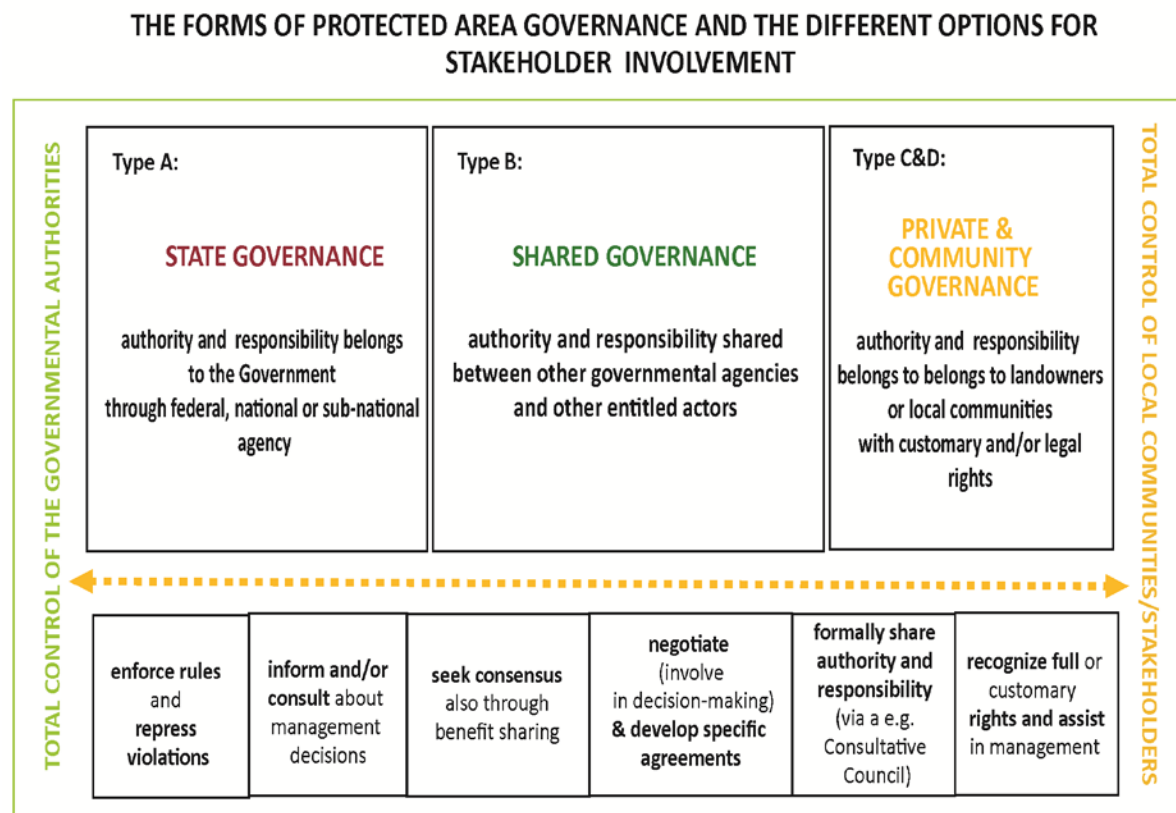 THE FORMS OF PROTECTED AREA GOVERNANCE AND THE DIFFERENT OPTIONS FOR
STAKEHOLDER INVOLVEMENT
TOTAL CONTROL OF THE GOVERNMENTAL AUTHORITIES
Type A:
STATE GOVERNANCE
authority and responsibility belongs
to the Government
through federal, national or sub-national
agency
Type B:
SHARED GOVERNANCE
authority and responsibility shared
between other governmental agencies
and other entitled actors
Type C&D:
PRIVATE &
COMMUNITY
GOVERNANCE
authority and responsibility
belongs to belongs to landowners
or local communities
with customary and/or legal
rights
TOTAL CONTROL OF LOCAL COMMUNITIES/STAKEHOLDERS
enforce rules
and
repress
violations
inform and/or
consult about
management
decisions
seek consensus
also through
benefit sharing
negotiate
(involve
in decision-making)
& develop specific
agreements
formally share
authority and
responsibility
(via a e.g.
Consultative
Council)
recognize full or
customary
rights and assist
in management